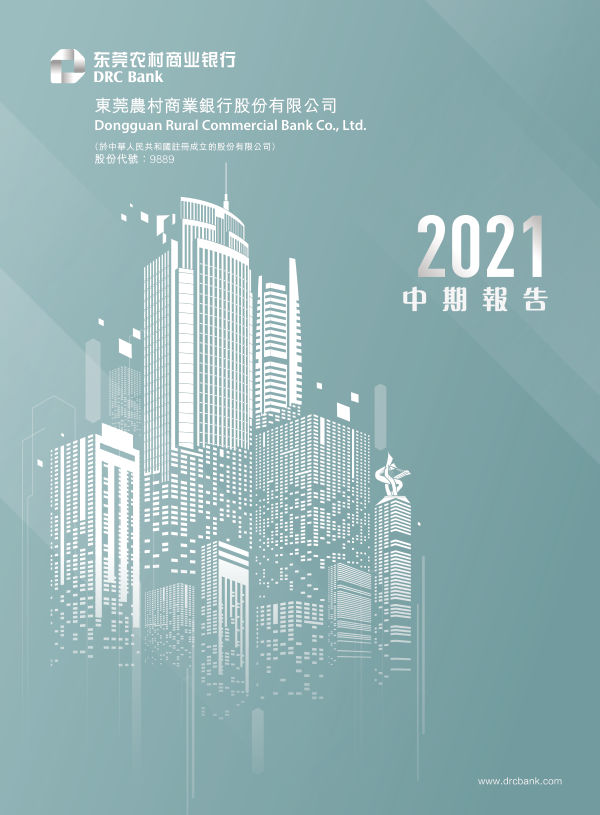 东莞农村商业银行
DRC Bank
東莞農村商業銀行股份有限公司
Dongguan Rural Commercial Bank Co., Ltd.
(於中華人民共和國註冊成立的股份有限公司)
股份代號：9889
2021
中期報告
www.drcbank.com